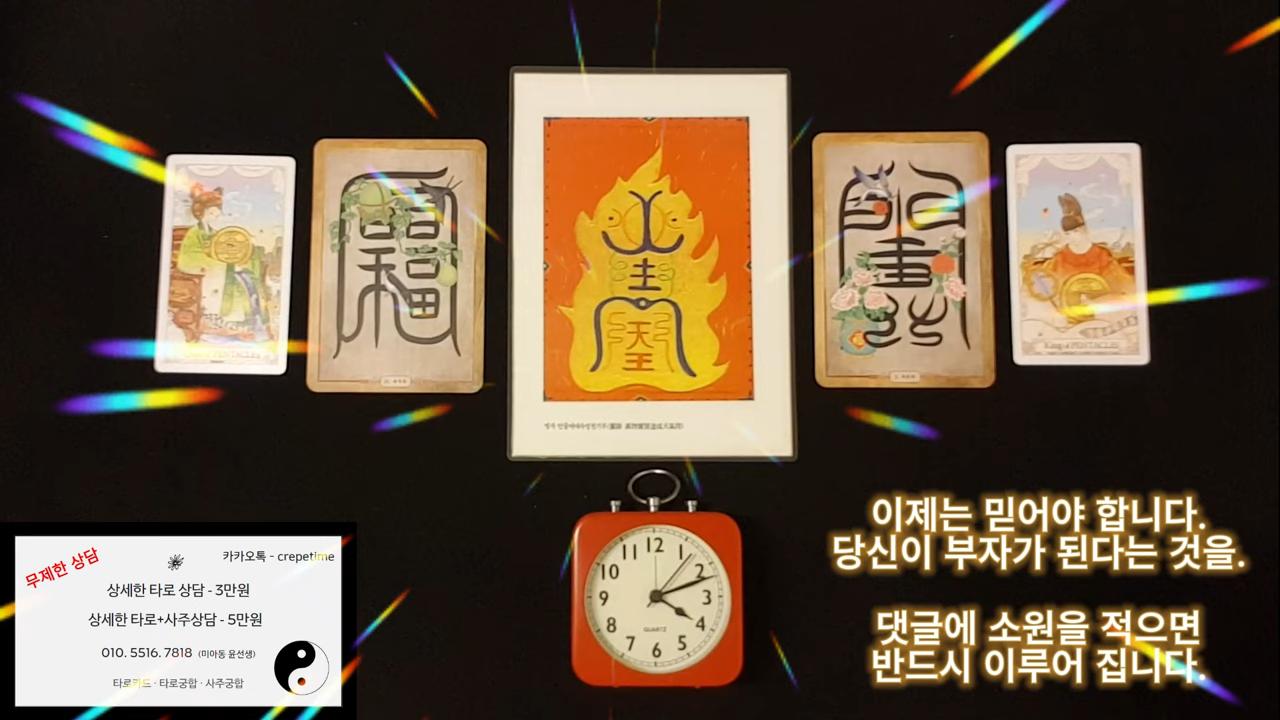 King of PENTACLES
12
11
1
10
2
9
3
8
4
7
5
6
QUARTZ
이제는 믿어야 합니다.
당신이 부자가 된다는 것을.
댓글에 소원을 적으면
반드시 이루어 집니다.
무제한 상담
카카오톡 - crepetime
상세한 타로 상담 - 3만원
상세한 타로+사주상담 - 5만원
010. 5516. 7818 (미아동 윤선생)
타로카드 · 타로궁합 · 사주궁합